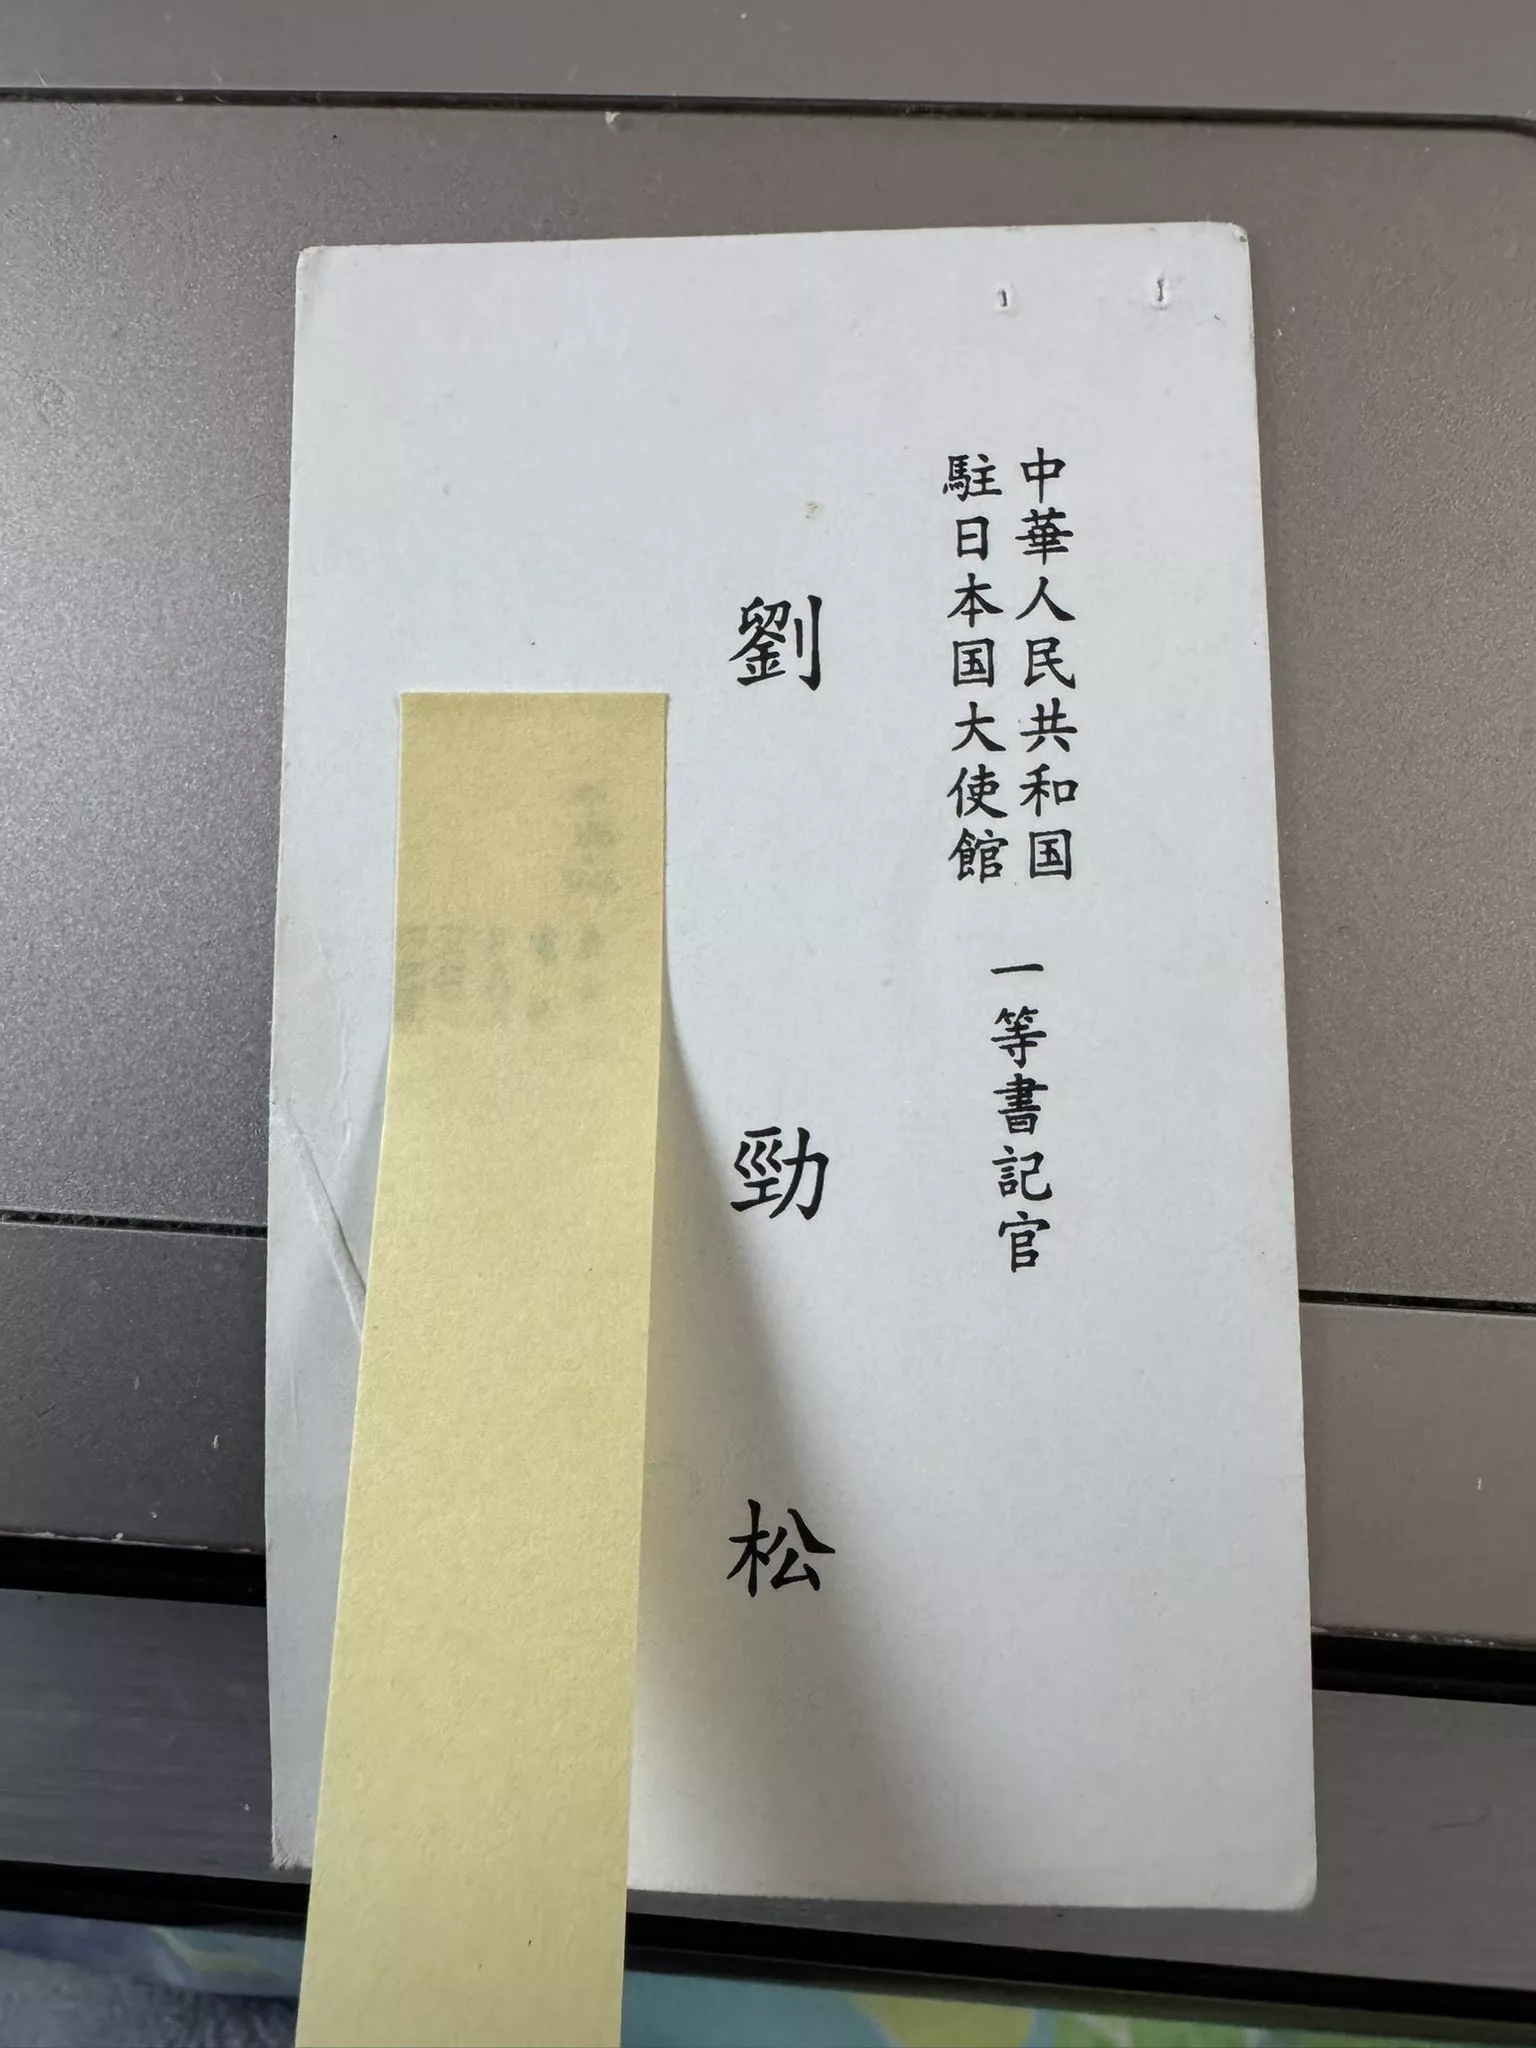 中華人民共和国
駐日本国大使館
一等書記官
劉勁松